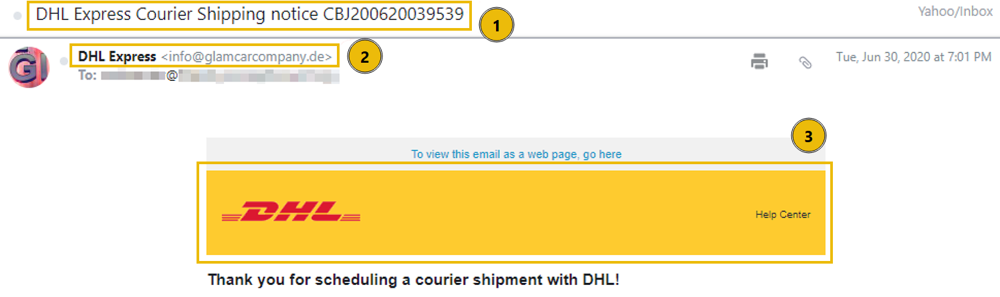 DHL Express Courier Shipping notice CBJ200620039539
Yahoo/Inbox
1
GI
DHL Express <info@glamcarcompany.de>
2
Tue, Jun 30, 2020 at 7:01 PM
To: @
3
To view this email as a web page, go here
DHL
Help Center
Thank you for scheduling a courier shipment with DHL!